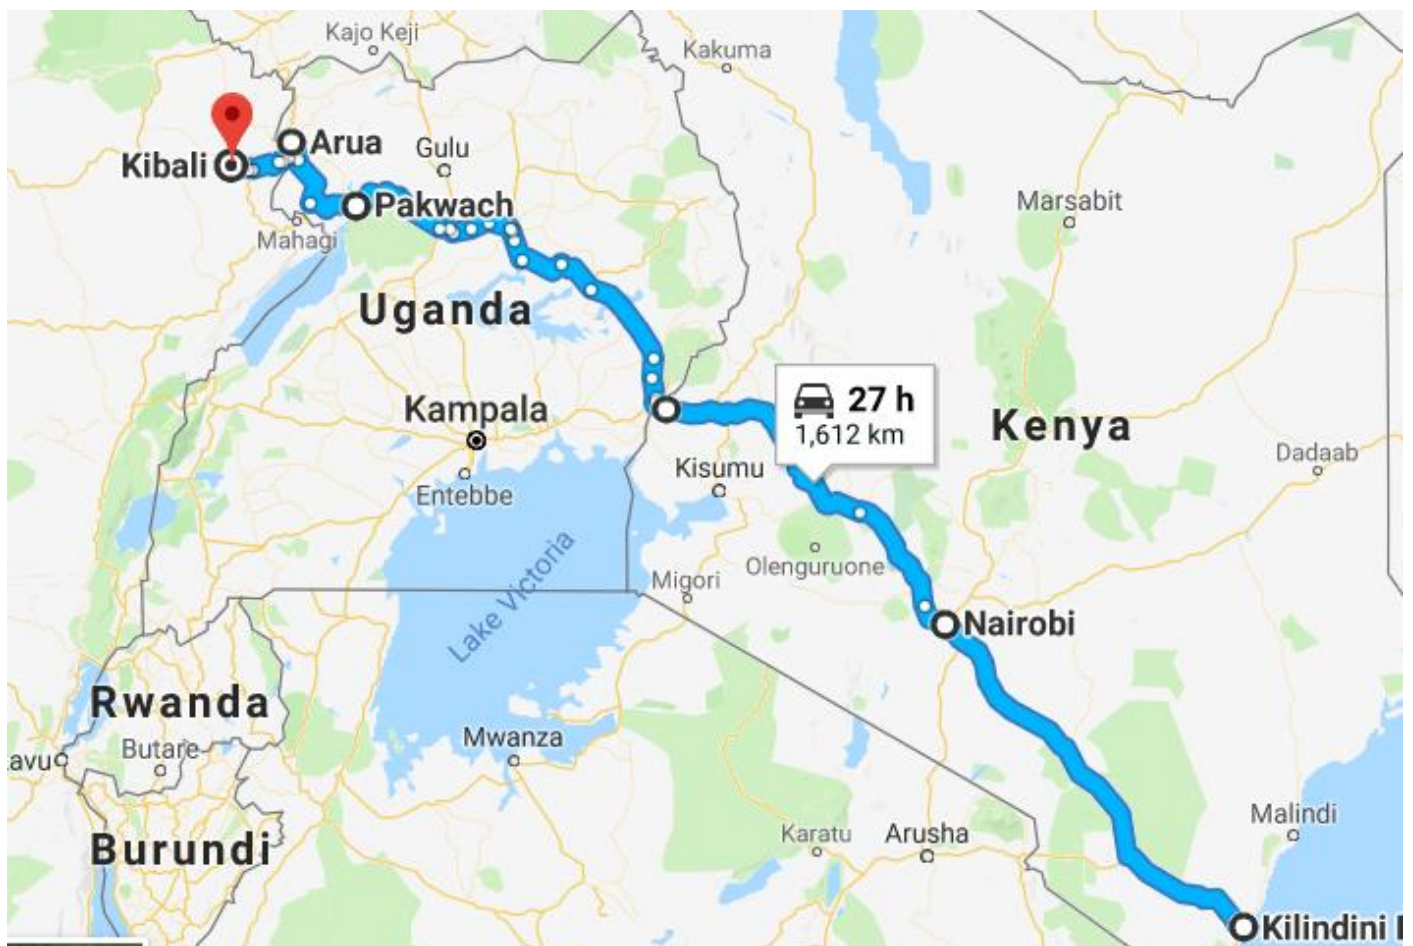 Kajo Keji
Kakuma
Arua
Gulu
Kibali
Pakwach
Marsabit
Mahagi
Uganda
27 h
1,612 km
Kampala
Kenya
Dadaab
Kisumu
Entebbe
Olenguruone
Migori
Lake Victoria
Nairobi
Rwanda
Mwanza
Butare
avu
Malindi
Karatu
Arusha
Burundi
Kilindini